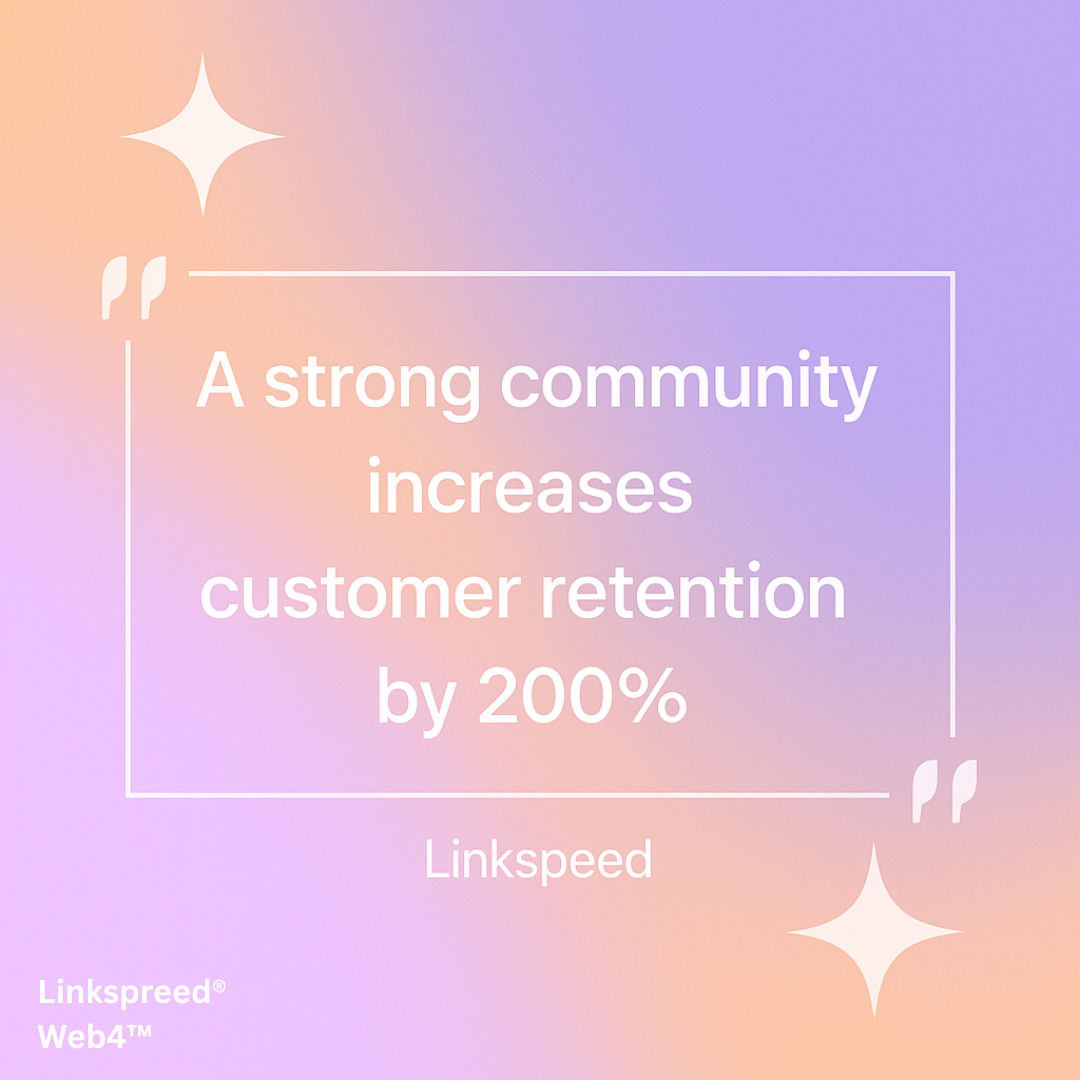 A strong community
increases
customer retention
by 200%
Linkspeed
Linkspreed®
Web4™